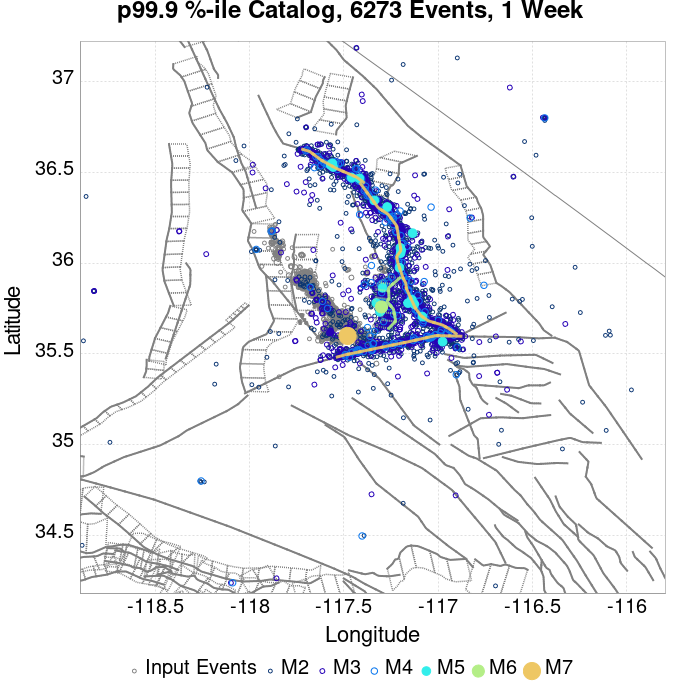 p99.9 %-ile Catalog, 6273 Events, 1 Week
37
36.5
36
35.5
35
34.5
Latitude
-118.5 -118 -117.5 -117 -116.5 -116
Longitude
Input Events M2 M3 M4 M5 M6 M7